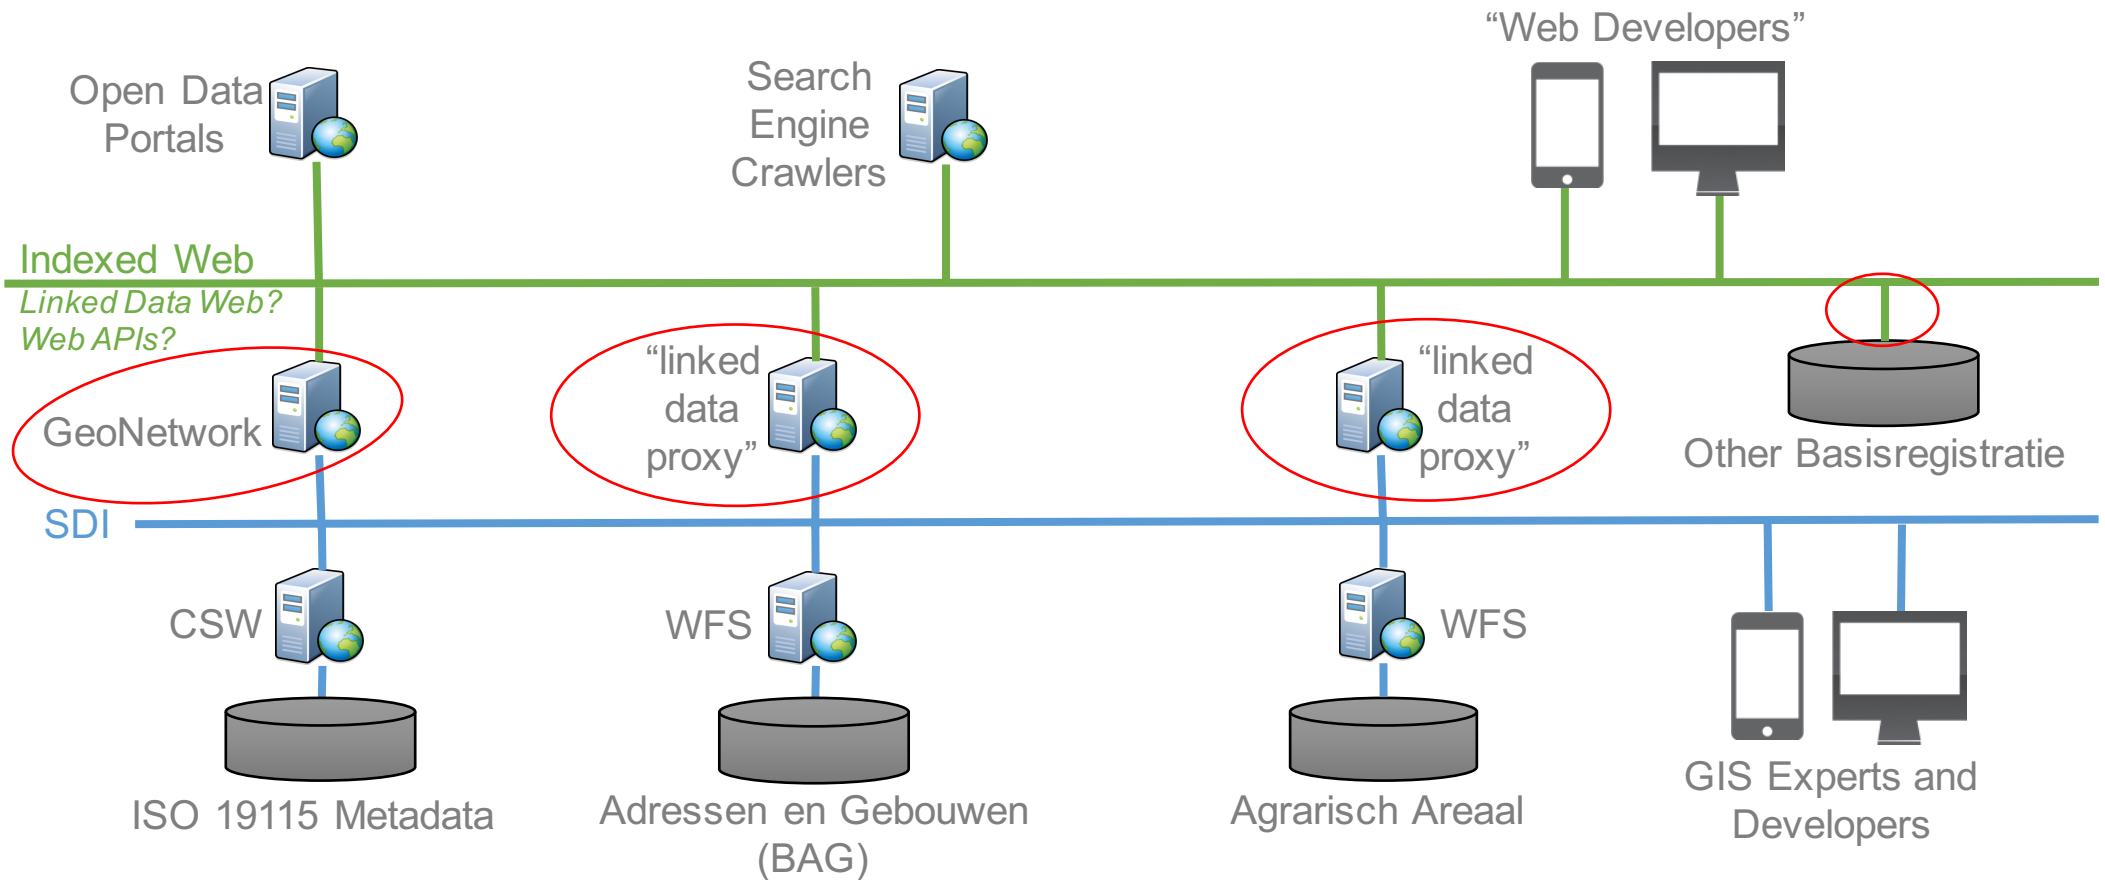 “Web Developers”
Open Data
Portals
Search
Engine
Crawlers
Indexed Web
Linked Data Web?
Web APIs?
GeoNetwork
“linked
data
proxy”
“linked
data
proxy”
Other Basisregistratie
SDI
CSW
WFS
WFS
ISO 19115 Metadata
Adressen en Gebouwen
(BAG)
Agrarisch Areaal
GIS Experts and
Developers